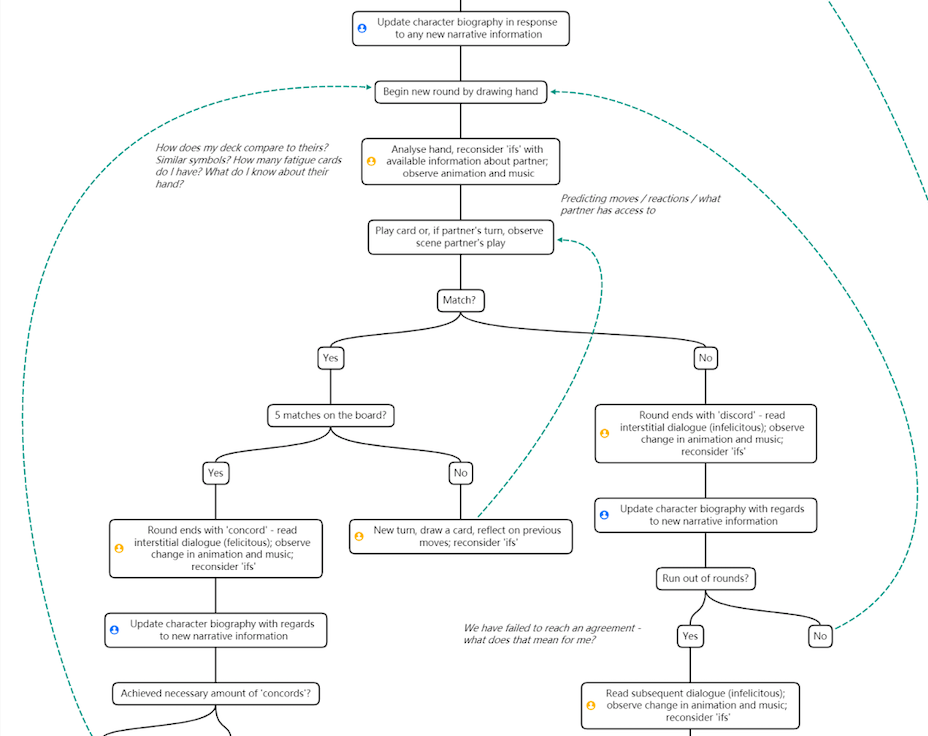 Update character biography in response
to any new narrative information
Begin new round by drawing hand
How does my deck compare to theirs?
Similar symbols? How many fatigue cards
do I have? What do I know about their
hand?
Analyse hand, reconsider 'ifs' with
available information about partner;
observe animation and music
Predicting moves / reactions / what
partner has access to
Play card or, if partner's turn, observe
scene partner's play
Match?
Yes
No
5 matches on the board?
Round ends with 'discord' - read
interstitial dialogue (infelicitous); observe
change in animation and music;
reconsider 'ifs'
Yes
No
Round ends with 'concord' - read
interstitial dialogue (felicitous); observe
change in animation and music;
reconsider 'ifs'
New turn, draw a card, reflect on previous
moves; reconsider 'ifs'
Update character biography with regards
to new narrative information
Run out of rounds?
Update character biography with regards
to new narrative information
We have failed to reach an agreement -
what does that mean for me?
Yes
No
Achieved necessary amount of 'concords'?
Read subsequent dialogue (infelicitous);
observe change in animation and music;
reconsider 'ifs'